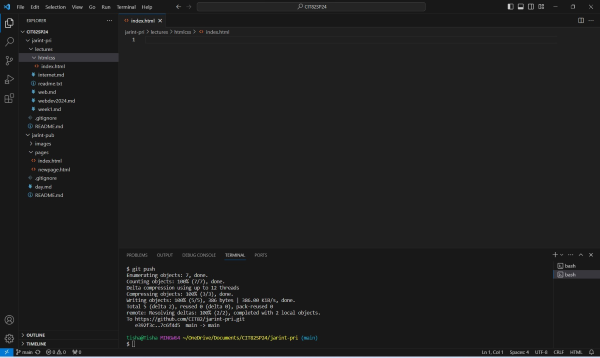 File Edit Selection View Go Run Terminal Help
CIT82SP24
EXPLORER
CIT82SP24
jarint-pri
lectures
htmlcss
index.html
internet.md
readme.txt
web.md
webdev2024.md
week1.md
.gitignore
README.md
jarint-pub
images
pages
index.html
newpage.html
.gitignore
day.md
README.md
OUTLINE
TIMELINE
index.html
jarint-pri > lectures > htmlcss > index.html
1
PROBLEMS OUTPUT DEBUG CONSOLE TERMINAL PORTS
$ git push
Enumerating objects: 7, done.
Counting objects: 100% (7/7), done.
Delta compression using up to 12 threads
Compressing objects: 100% (3/3), done.
Writing objects: 100% (5/5), 386 bytes | 386.00 KiB/s, done.
Total 5 (delta 2), reused 0 (delta 0), pack-reused 0
remote: Resolving deltas: 100% (2/2), completed with 2 local objects.
To https://github.com/CIT82/jarint-pri.git
main -> main
MINGW64 ~/OneDrive/Documents/CIT82SP24/jarint-pri (main)
$
bash
bash
main 0 0 0
Ln 1, Col 1 Spaces: 4 UTF-8 CRLF HTML